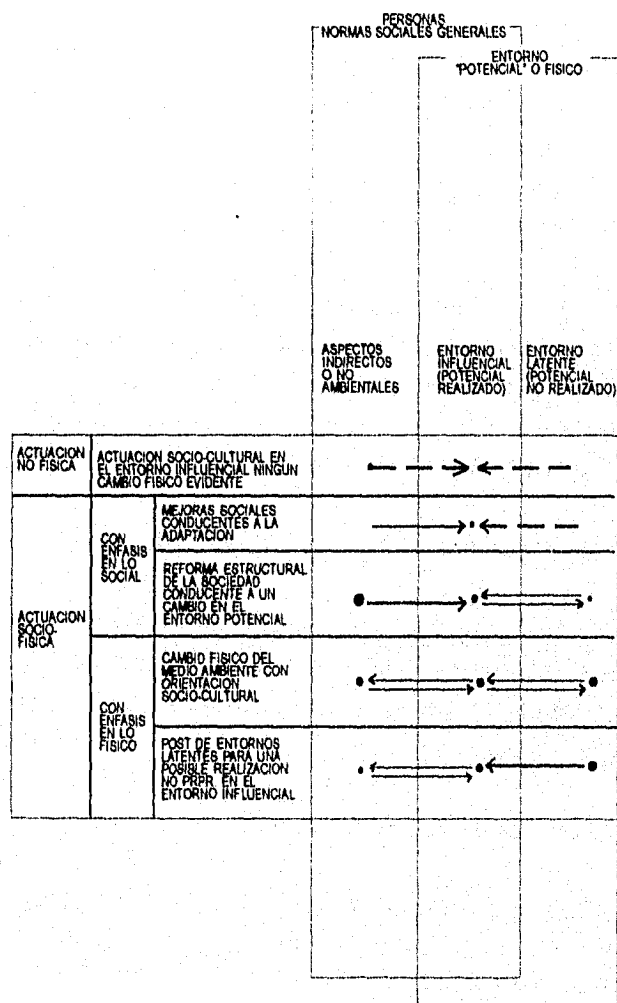 PERSONAS
NORMAS SOCIALES GENERALES
ENTORNO
"POTENCIAL" O FISICO
ASPECTOS
INDIRECTOS
O NO
AMBIENTALES
ENTORNO
INFLUENCIAL
(POTENCIAL
REALIZADO)
ENTORNO
LATENTE
(POTENCIAL
NO REALIZADO)
ACTUACION
NO FISICA
ACTUACION SOCIO-CULTURAL EN
EL ENTORNO INFLUENCIAL NINGUN
CAMBIO FISICO EVIDENTE
ACTUACION
SOCIO-
FISICA
CON
ENFASIS
EN LO
SOCIAL
MEJORAS SOCIALES
CONDUCENTES A LA
ADAPTACION
REFORMA ESTRUCTURAL
DE LA SOCIEDAD
CONDUCENTE A UN
CAMBIO EN EL
ENTORNO POTENCIAL
CON
ENFASIS
EN LO
FISICO
CAMBIO FISICO DEL
MEDIO AMBIENTE CON
ORIENTACION
SOCIO-CULTURAL
POST DE ENTORNOS
LATENTES PARA UNA
POSIBLE REALIZACION
NO PRPR. EN EL
ENTORNO INFLUENCIAL